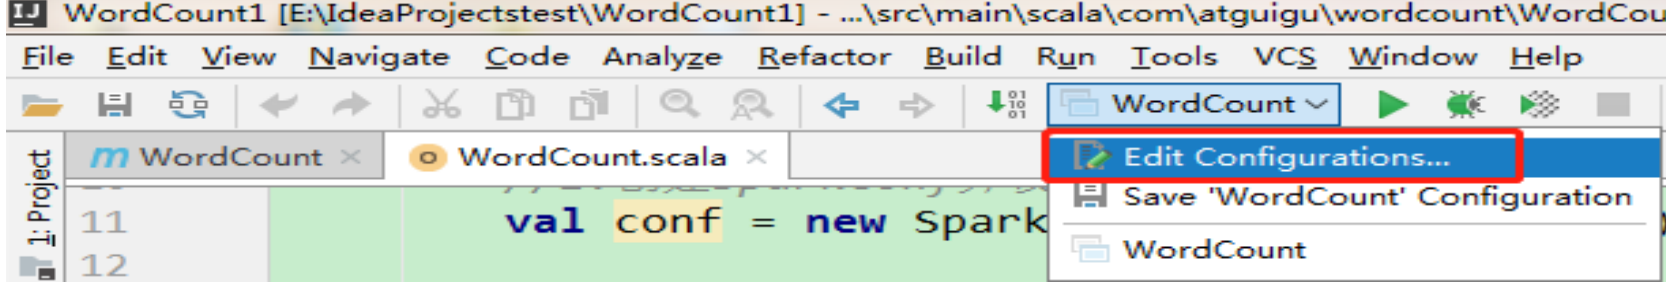 WordCount1 [E:\IdeaProjectstest\WordCount1] - ...\src\main\scala\com\atguigu\wordcount\WordCou
File Edit View Navigate Code Analyze Refactor Build Run Tools VCS Window Help
WordCount
m WordCount × WordCount.scala ×
Edit Configurations...
Save 'WordCount' Configuration
WordCount
1: Project
11 val conf = new Spark
12